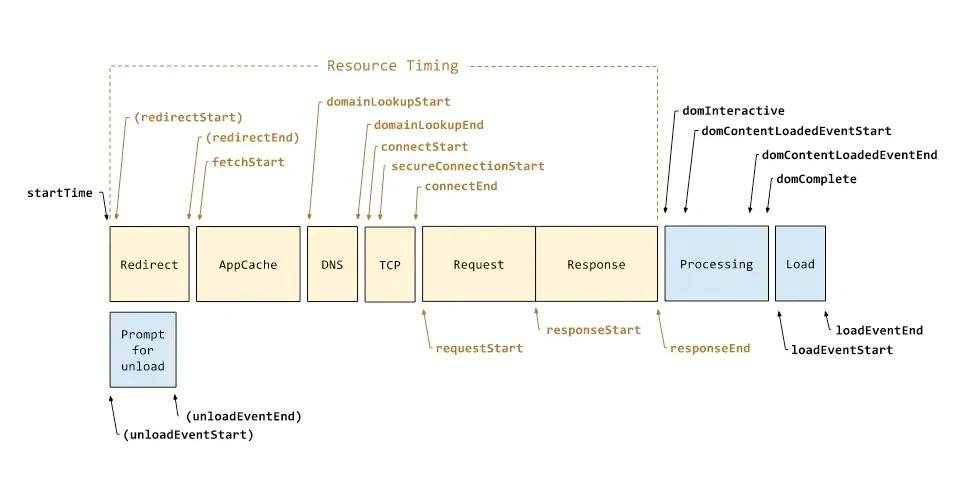 Resource Timing
domainLookupStart
(redirectStart)
domInteractive
domainLookupEnd
(redirectEnd)
domContentLoadedEventStart
connectStart
fetchStart
domContentLoadedEventEnd
secureConnectionStart
domComplete
connectEnd
startTime
Redirect
AppCache
DNS
TCP
Request
Response
Processing
Load
Prompt
for
unload
responseStart
loadEventEnd
requestStart
responseEnd
loadEventStart
(unloadEventEnd)
(unloadEventStart)